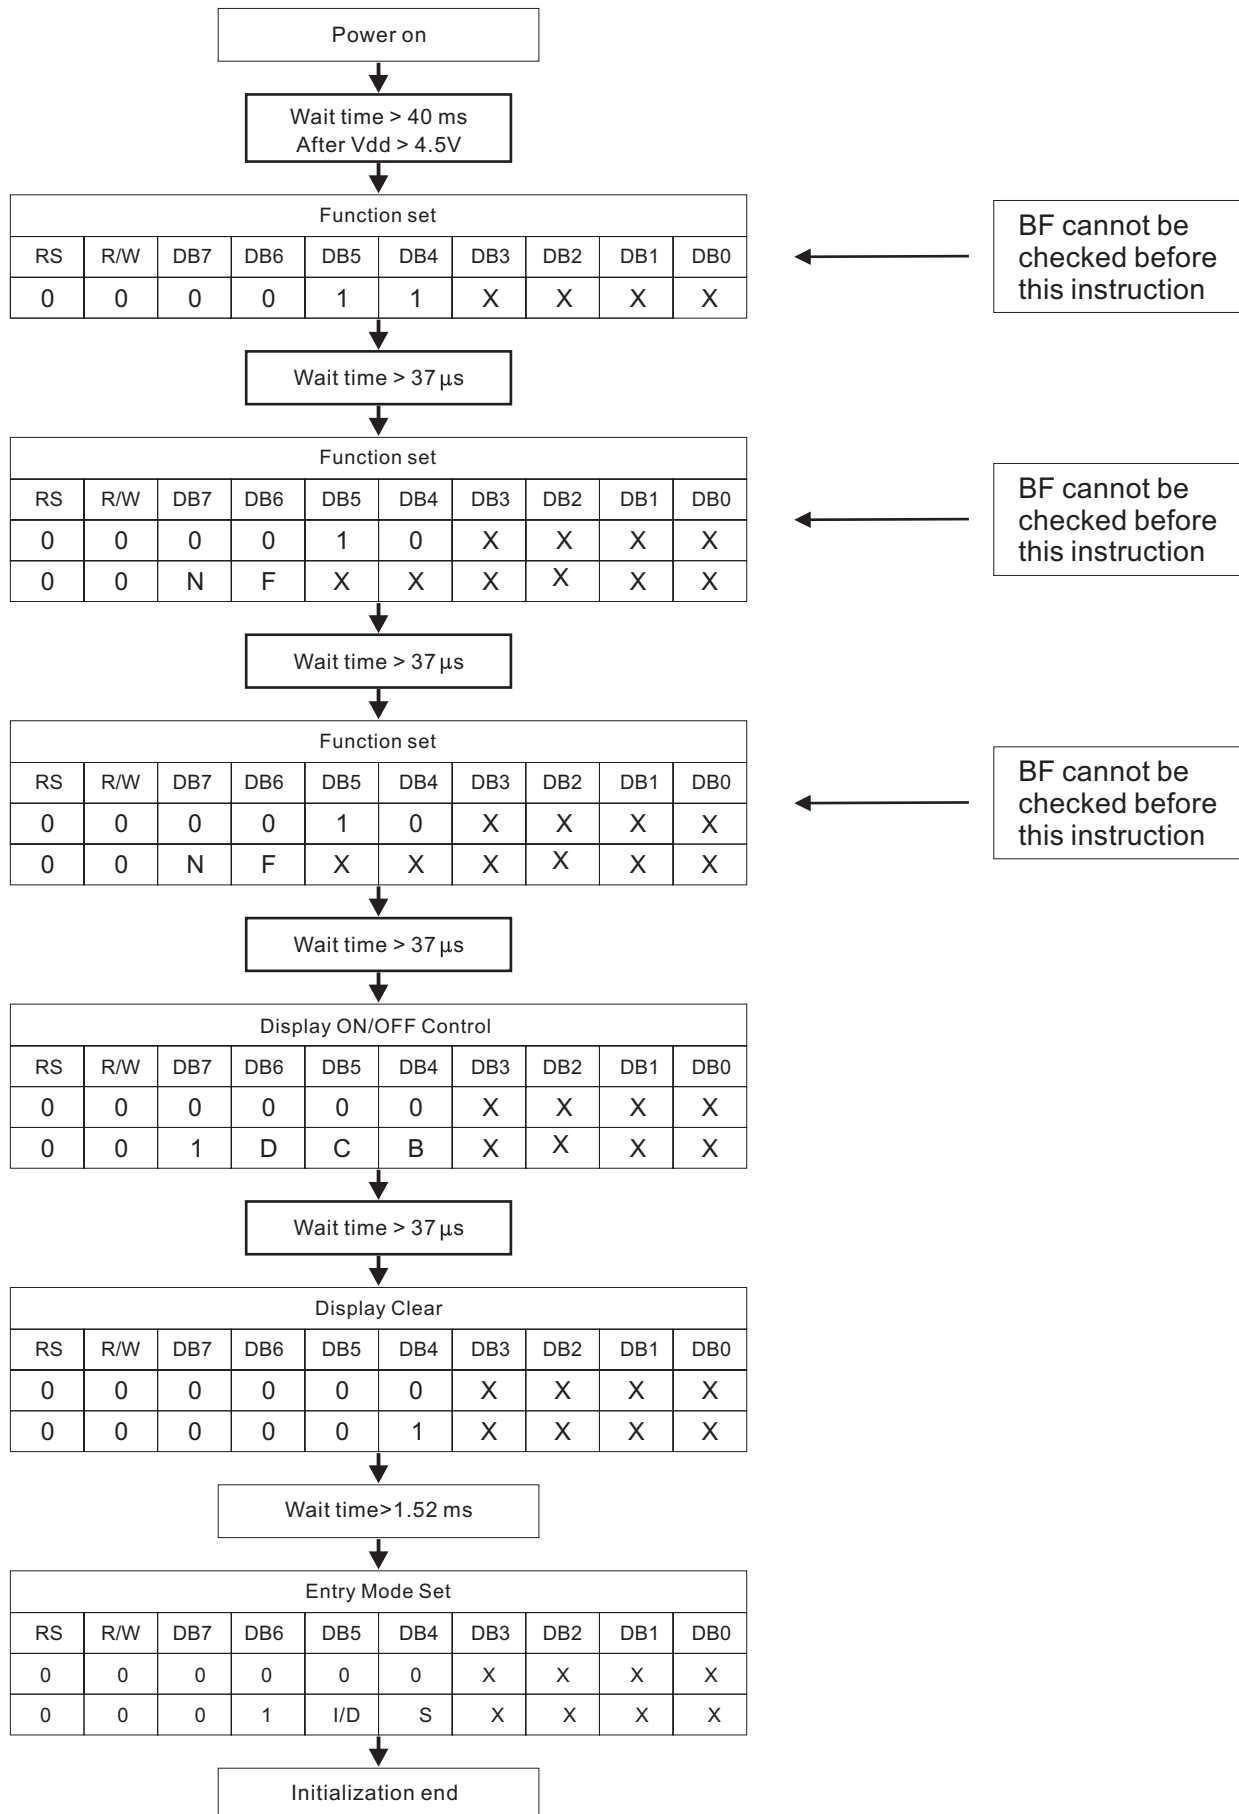 Power on
Wait time > 40 ms
After Vdd > 4.5V
Function set
RS R/W DB7 DB6 DB5 DB4 DB3 DB2 DB1 DB0
0 0 0 0 1 1 X X X X
BF cannot be
checked before
this instruction
Wait time > 37 μs
Function set
RS R/W DB7 DB6 DB5 DB4 DB3 DB2 DB1 DB0
0 0 0 0 1 0 X X X X
0 0 N F X X X X X X
BF cannot be
checked before
this instruction
Wait time > 37 μs
Function set
RS R/W DB7 DB6 DB5 DB4 DB3 DB2 DB1 DB0
0 0 0 0 1 0 X X X X
0 0 N F X X X X X X
BF cannot be
checked before
this instruction
Wait time > 37 μs
Display ON/OFF Control
RS R/W DB7 DB6 DB5 DB4 DB3 DB2 DB1 DB0
0 0 0 0 0 0 X X X X
0 0 1 D C B X X X X
Wait time > 37 μs
Display Clear
RS R/W DB7 DB6 DB5 DB4 DB3 DB2 DB1 DB0
0 0 0 0 0 0 X X X X
0 0 0 0 0 1 X X X X
Wait time>1.52 ms
Entry Mode Set
RS R/W DB7 DB6 DB5 DB4 DB3 DB2 DB1 DB0
0 0 0 0 0 0 X X X X
0 0 0 1 I/D S X X X X
Initialization end